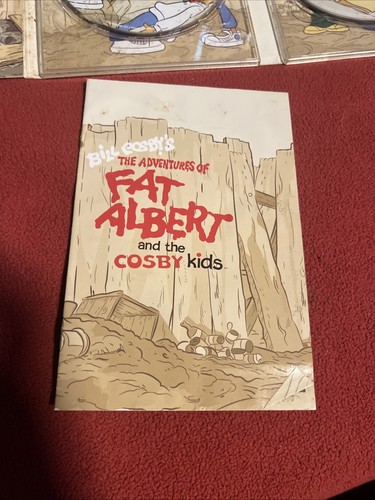 BiLL COSBY'S
THE ADVENTURES OF
FAT
ALBERT
and the
COSBY kids